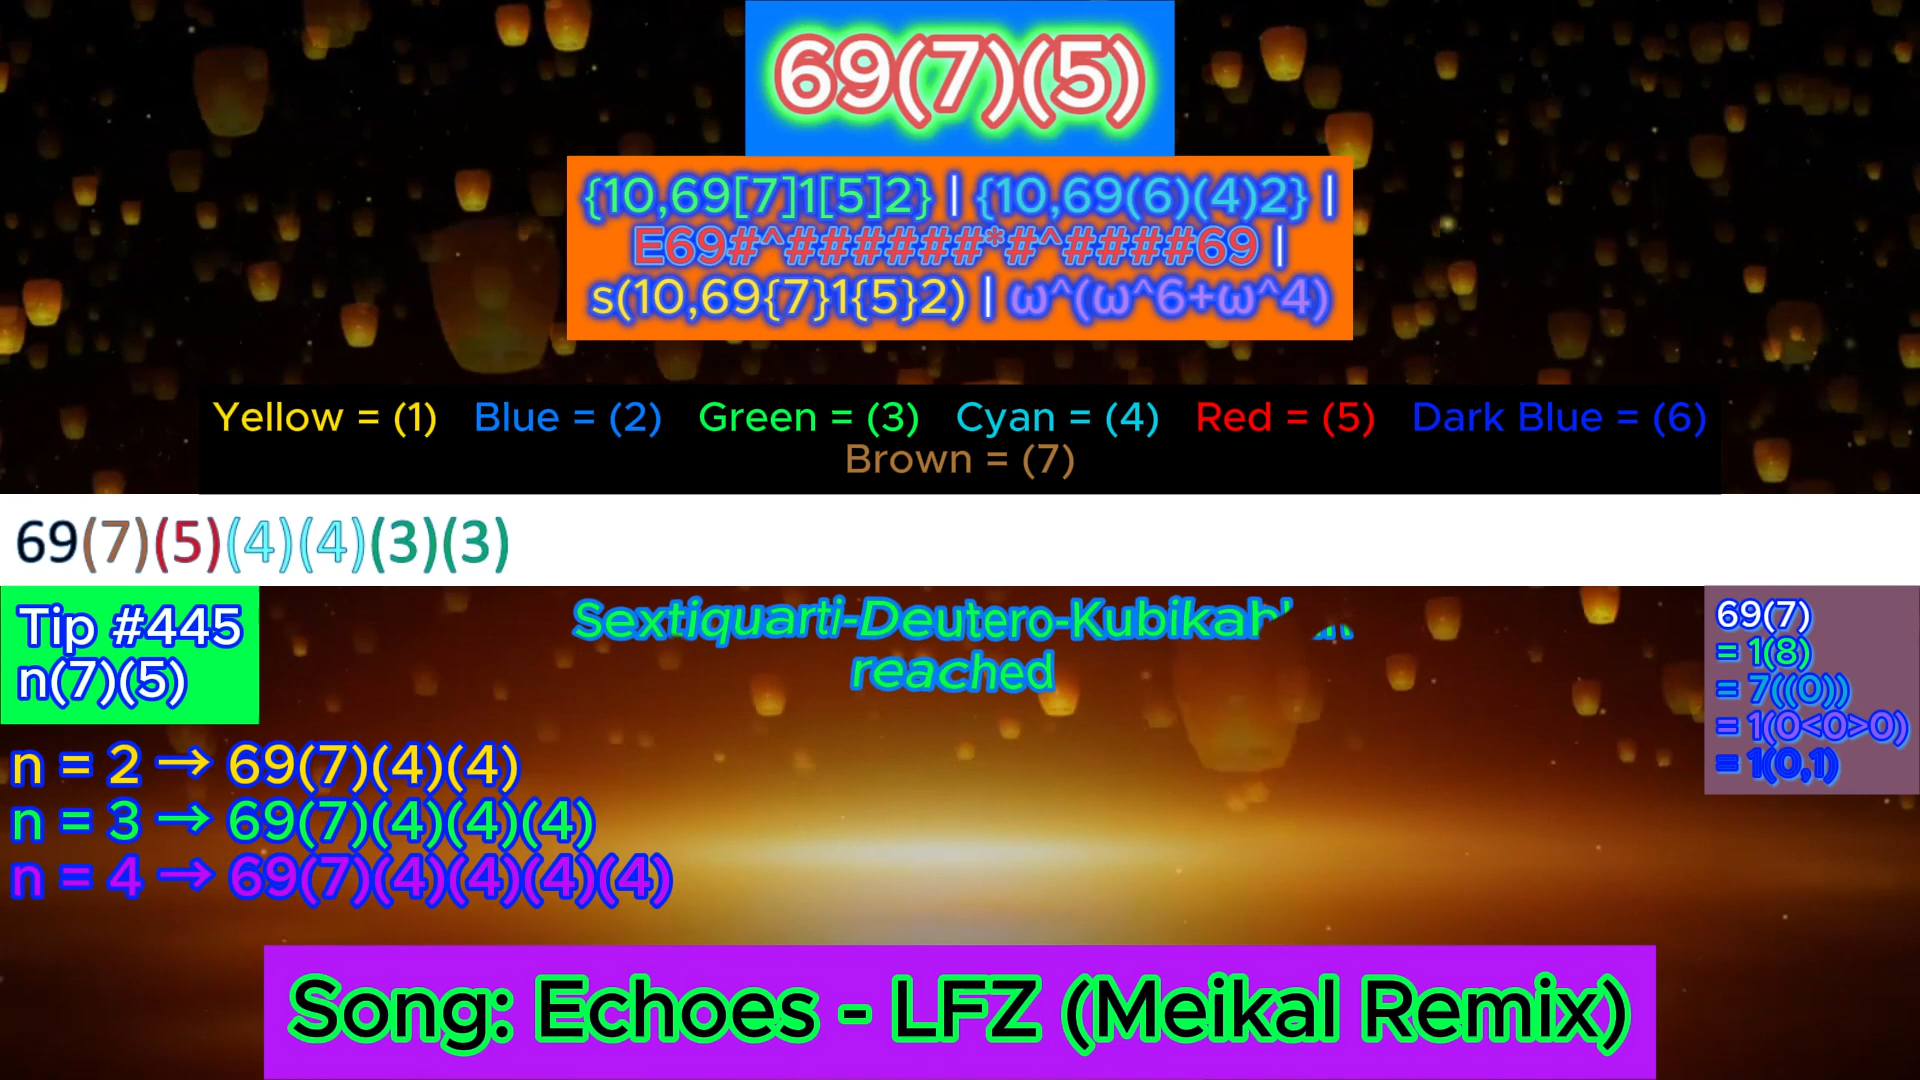 69(7)(5)
{10,69[7]1[5]2} | {10,69(6)(4)2} |
E69#^######*#^####69 |
s(10,69{7}1{5}2) | ω^(ω^6+ω^4)
Yellow = (1) Blue = (2) Green = (3) Cyan = (4) Red = (5) Dark Blue = (6)
Brown = (7)
69(7)(5)(4)(4)(3)(3)
Tip #445
n(7)(5)
Sextiquarti-Deutero-
reached
69(7)
= 1(8)
= 7((0))
= 1(0<0>0)
= 1(0,1)
n = 2 → 69(7)(4)(4)
n = 3 → 69(7)(4)(4)(4)
n = 4 → 69(7)(4)(4)(4)(4)
Song: Echoes - LFZ (Meikal Remix)